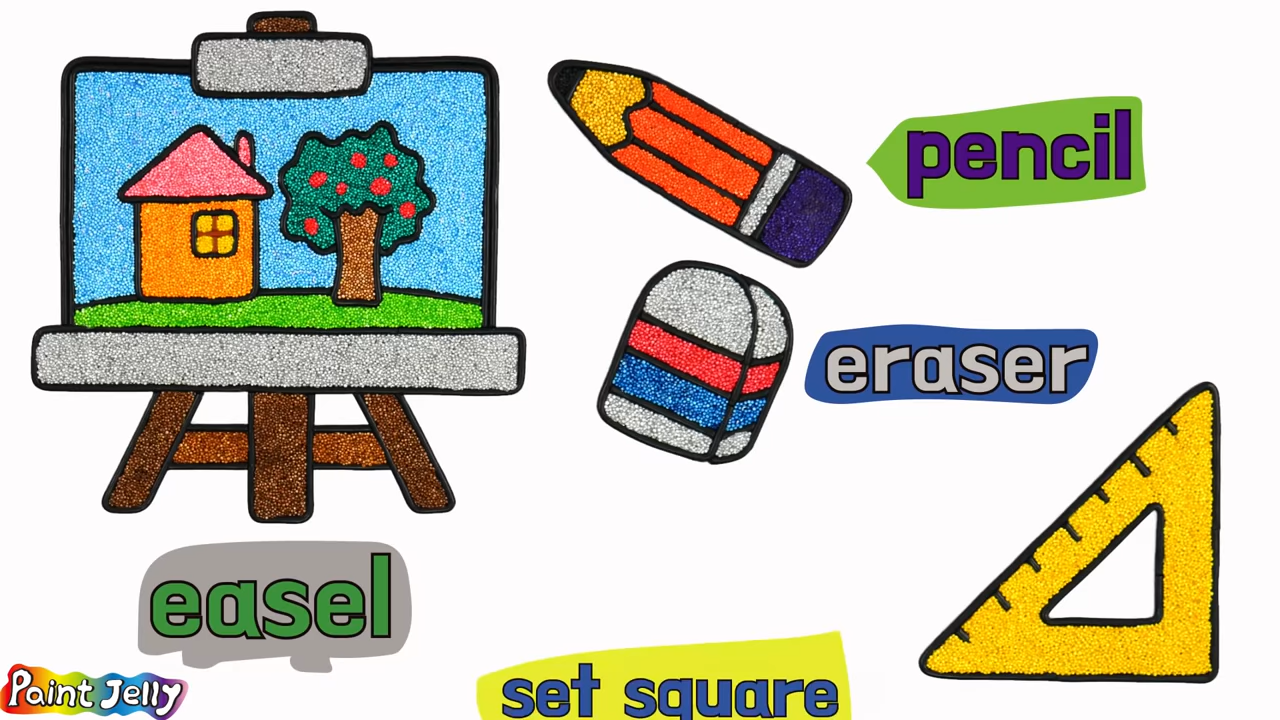 pencil
eraser
easel
set square
Paint Jelly